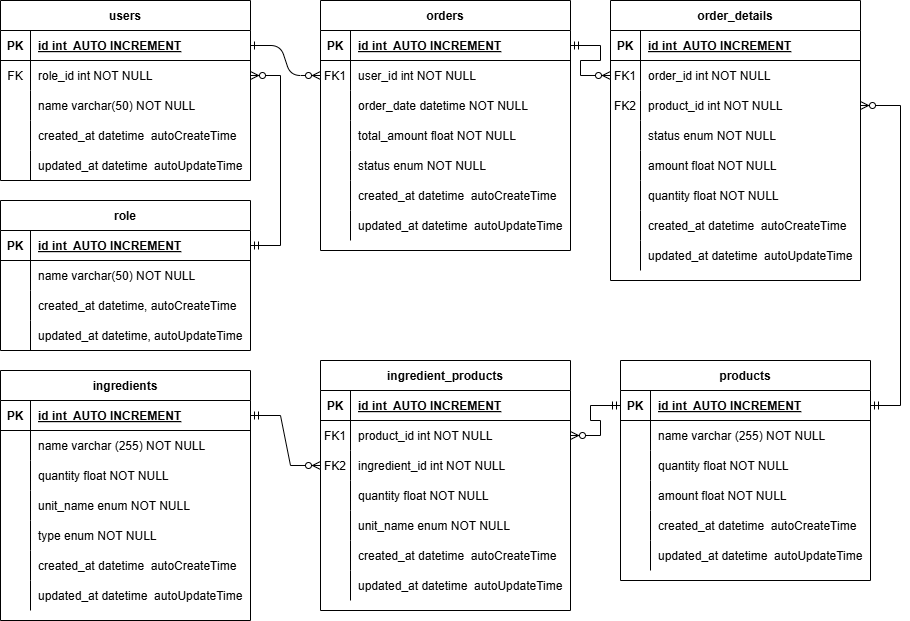 users
PK id int AUTO INCREMENT
FK role_id int NOT NULL
name varchar(50) NOT NULL
created_at datetime autoCreateTime
updated_at datetime autoUpdateTime
role
PK id int AUTO INCREMENT
name varchar(50) NOT NULL
created_at datetime, autoCreateTime
updated_at datetime, autoUpdateTime
orders
PK id int AUTO INCREMENT
FK1 user_id int NOT NULL
order_date datetime NOT NULL
total_amount float NOT NULL
status enum NOT NULL
created_at datetime autoCreateTime
updated_at datetime autoUpdateTime
order_details
PK id int AUTO INCREMENT
FK1 order_id int NOT NULL
FK2 product_id int NOT NULL
status enum NOT NULL
amount float NOT NULL
quantity float NOT NULL
created_at datetime autoCreateTime
updated_at datetime autoUpdateTime
ingredients
PK id int AUTO INCREMENT
name varchar (255) NOT NULL
quantity float NOT NULL
unit_name enum NOT NULL
type enum NOT NULL
created_at datetime autoCreateTime
updated_at datetime autoUpdateTime
ingredient_products
PK id int AUTO INCREMENT
FK1 product_id int NOT NULL
FK2 ingredient_id int NOT NULL
quantity float NOT NULL
unit_name enum NOT NULL
created_at datetime autoCreateTime
updated_at datetime autoUpdateTime
products
PK id int AUTO INCREMENT
name varchar (255) NOT NULL
quantity float NOT NULL
amount float NOT NULL
created_at datetime autoCreateTime
updated_at datetime autoUpdateTime